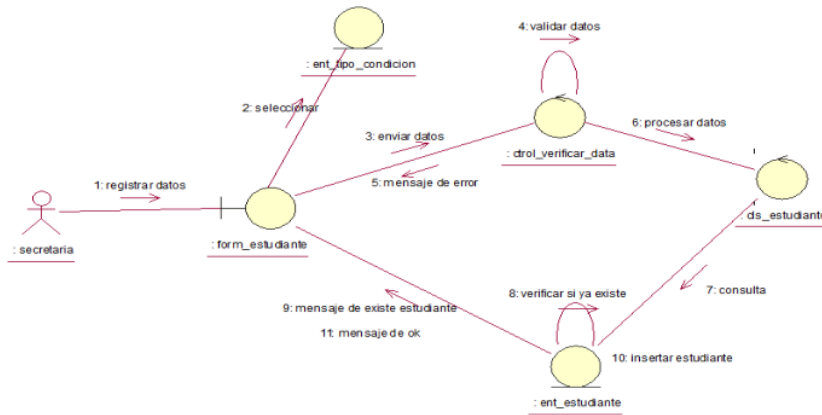 4: validar datos
: ent_tipo_condicion
2: seleccionar
6: procesar datos
3: enviar datos
: ctrol_verificar_data
1: registrar datos
5: mensaje de error
: cls_estudiante
: secretaria
: form_estudiante
8: verificar si ya existe
7: consulta
9: mensaje de existe estudiante
11: mensaje de ok
10: insertar estudiante
: ent_estudiante